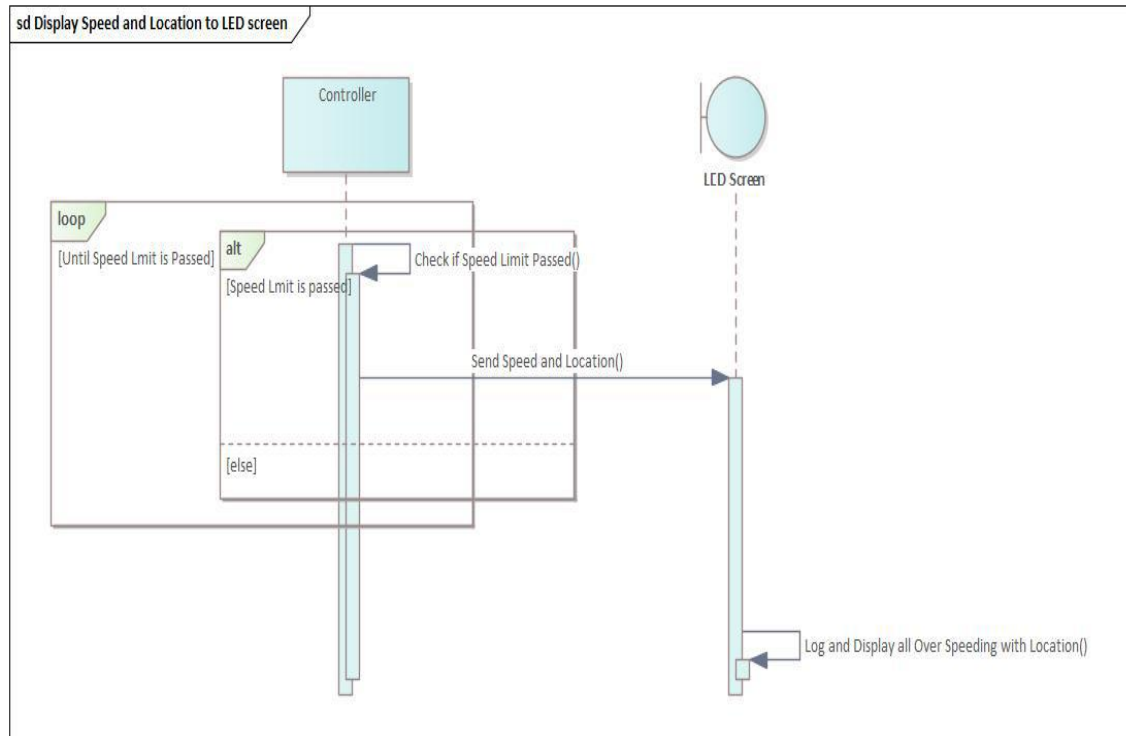 sd Display Speed and Location to LED screen
Controller
LED Screen
loop
[Until Speed Lmit is Passed]
alt
Check if Speed Limit Passed()
[Speed Lmit is passed]
Send Speed and Location()
[else]
Log and Display all Over Speeding with Location()